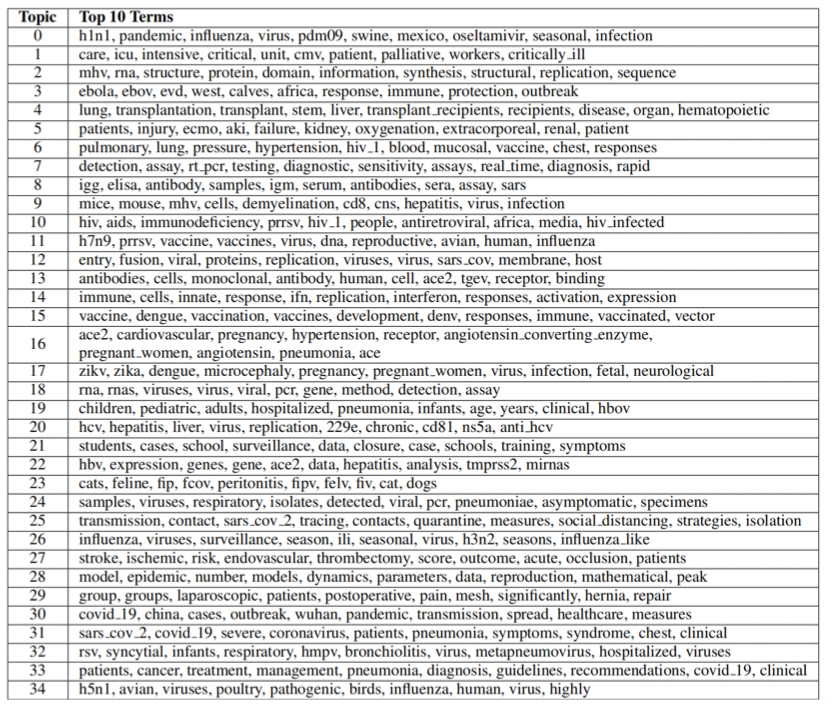 Topic Top 10 Terms
0 h1n1, pandemic, influenza, virus, pdm09, swine, mexico, oseltamivir, seasonal, infection
1 care, icu, intensive, critical, unit, cmv, patient, palliative, workers, critically_ill
2 mhv, rna, structure, protein, domain, information, synthesis, structural, replication, sequence
3 ebola, ebov, evd, west, calves, africa, response, immune, protection, outbreak
4 lung, transplantation, transplant, stem, liver, transplant_recipients, recipients, disease, organ, hematopoietic
5 patients, injury, ecmo, aki, failure, kidney, oxygenation, extracorporeal, renal, patient
6 pulmonary, lung, pressure, hypertension, hiv_1, blood, mucosal, vaccine, chest, responses
7 detection, assay, rt_pcr, testing, diagnostic, sensitivity, assays, real_time, diagnosis, rapid
8 igg, elisa, antibody, samples, igm, serum, antibodies, sera, assay, sars
9 mice, mouse, mhv, cells, demyelination, cd8, cns, hepatitis, virus, infection
10 hiv, aids, immunodeficiency, prrsv, hiv_1, people, antiretroviral, africa, media, hiv_infected
11 h7n9, prrsv, vaccine, vaccines, virus, dna, reproductive, avian, human, influenza
12 entry, fusion, viral, proteins, replication, viruses, virus, sars_cov, membrane, host
13 antibodies, cells, monoclonal, antibody, human, cell, ace2, tgev, receptor, binding
14 immune, cells, innate, response, ifn, replication, interferon, responses, activation, expression
15 vaccine, dengue, vaccination, vaccines, development, denv, responses, immune, vaccinated, vector
16 ace2, cardiovascular, pregnancy, hypertension, receptor, angiotensin_converting_enzyme,
pregnant_women, angiotensin, pneumonia, ace
17 zikv, zika, dengue, microcephaly, pregnancy, pregnant_women, virus, infection, fetal, neurological
18 rna, rnas, viruses, virus, viral, pcr, gene, method, detection, assay
19 children, pediatric, adults, hospitalized, pneumonia, infants, age, years, clinical, hbov
20 hcv, hepatitis, liver, virus, replication, 229e, chronic, cd81, ns5a, anti_hcv
21 students, cases, school, surveillance, data, closure, case, schools, training, symptoms
22 hbv, expression, genes, gene, ace2, data, hepatitis, analysis, tmprss2, mirnas
23 cats, feline, fip, fcov, peritonitis, fipv, felv, fiv, cat, dogs
24 samples, viruses, respiratory, isolates, detected, viral, pcr, pneumoniae, asymptomatic, specimens
25 transmission, contact, sars_cov_2, tracing, contacts, quarantine, measures, social_distancing, strategies, isolation
26 influenza, viruses, surveillance, season, ili, seasonal, virus, h3n2, seasons, influenza_like
27 stroke, ischemic, risk, endovascular, thrombectomy, score, outcome, acute, occlusion, patients
28 model, epidemic, number, models, dynamics, parameters, data, reproduction, mathematical, peak
29 group, groups, laparoscopic, patients, postoperative, pain, mesh, significantly, hernia, repair
30 covid_19, china, cases, outbreak, wuhan, pandemic, transmission, spread, healthcare, measures
31 sars_cov_2, covid_19, severe, coronavirus, patients, pneumonia, symptoms, syndrome, chest, clinical
32 rsv, syncytial, infants, respiratory, hmpv, bronchiolitis, virus, metapneumovirus, hospitalized, viruses
33 patients, cancer, treatment, management, pneumonia, diagnosis, guidelines, recommendations, covid_19, clinical
34 h5n1, avian, viruses, poultry, pathogenic, birds, influenza, human, virus, highly